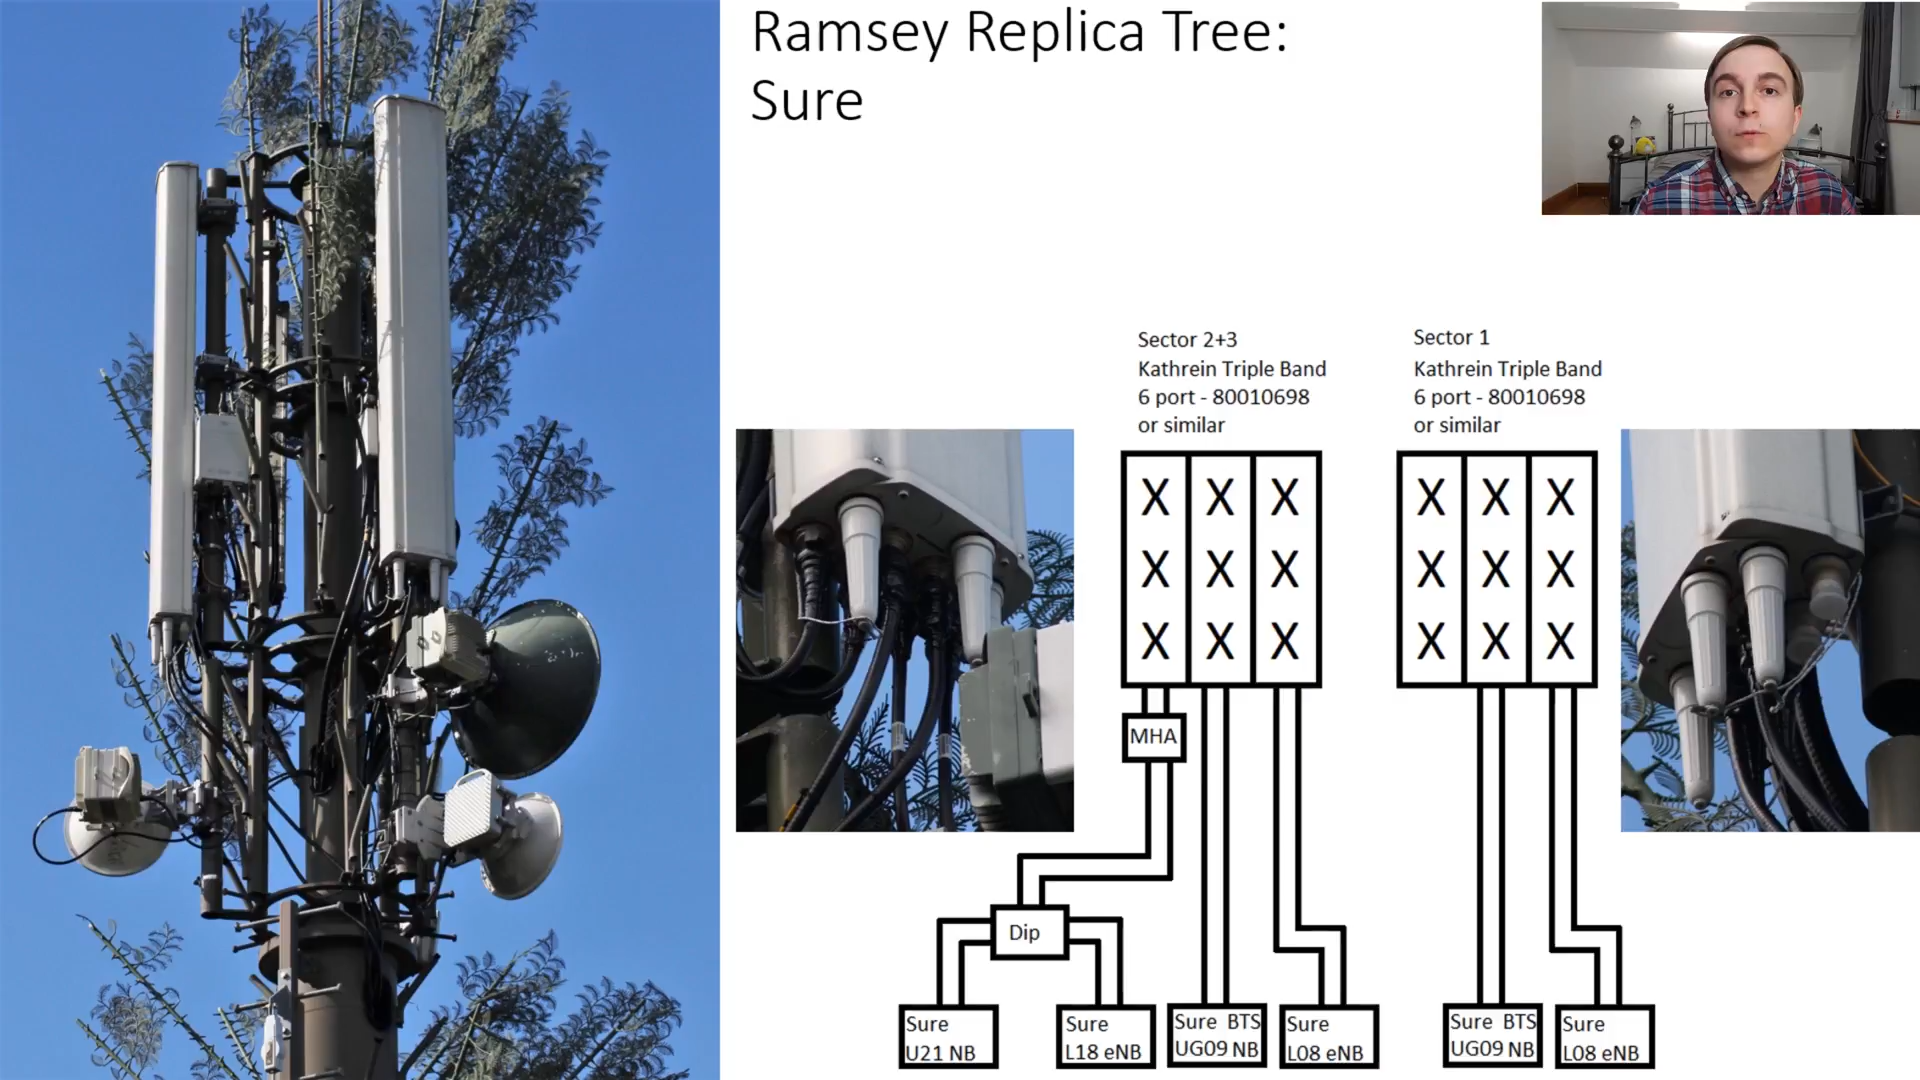 Ramsey Replica Tree:
Sure
Sector 2+3
Kathrein Triple Band
6 port - 80010698
or similar
Sector 1
Kathrein Triple Band
6 port - 80010698
or similar
X X X
X X X
X X X
X X X
X X X
X X X
MHA
Dip
Sure
U21 NB
Sure
L18 eNB
Sure BTS
UG09 NB
Sure
L08 eNB
Sure BTS
UG09 NB
Sure
L08 eNB